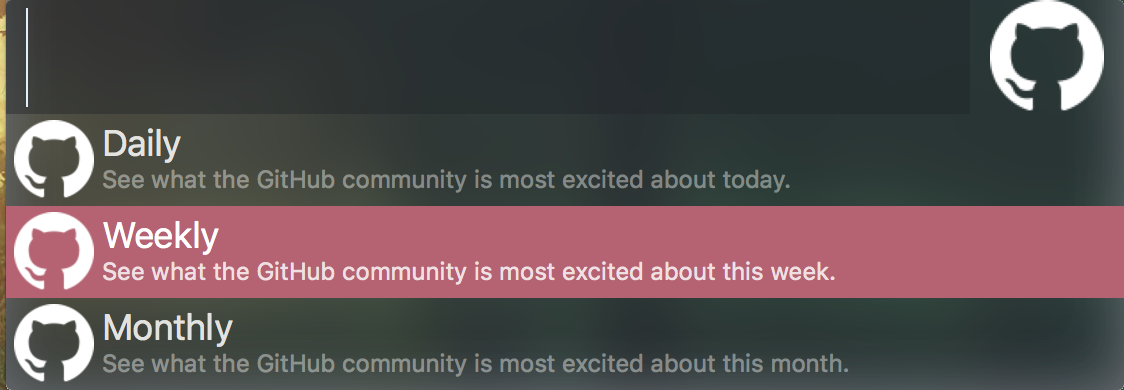 Daily
See what the GitHub community is most excited about today.
Weekly
See what the GitHub community is most excited about this week.
Monthly
See what the GitHub community is most excited about this month.